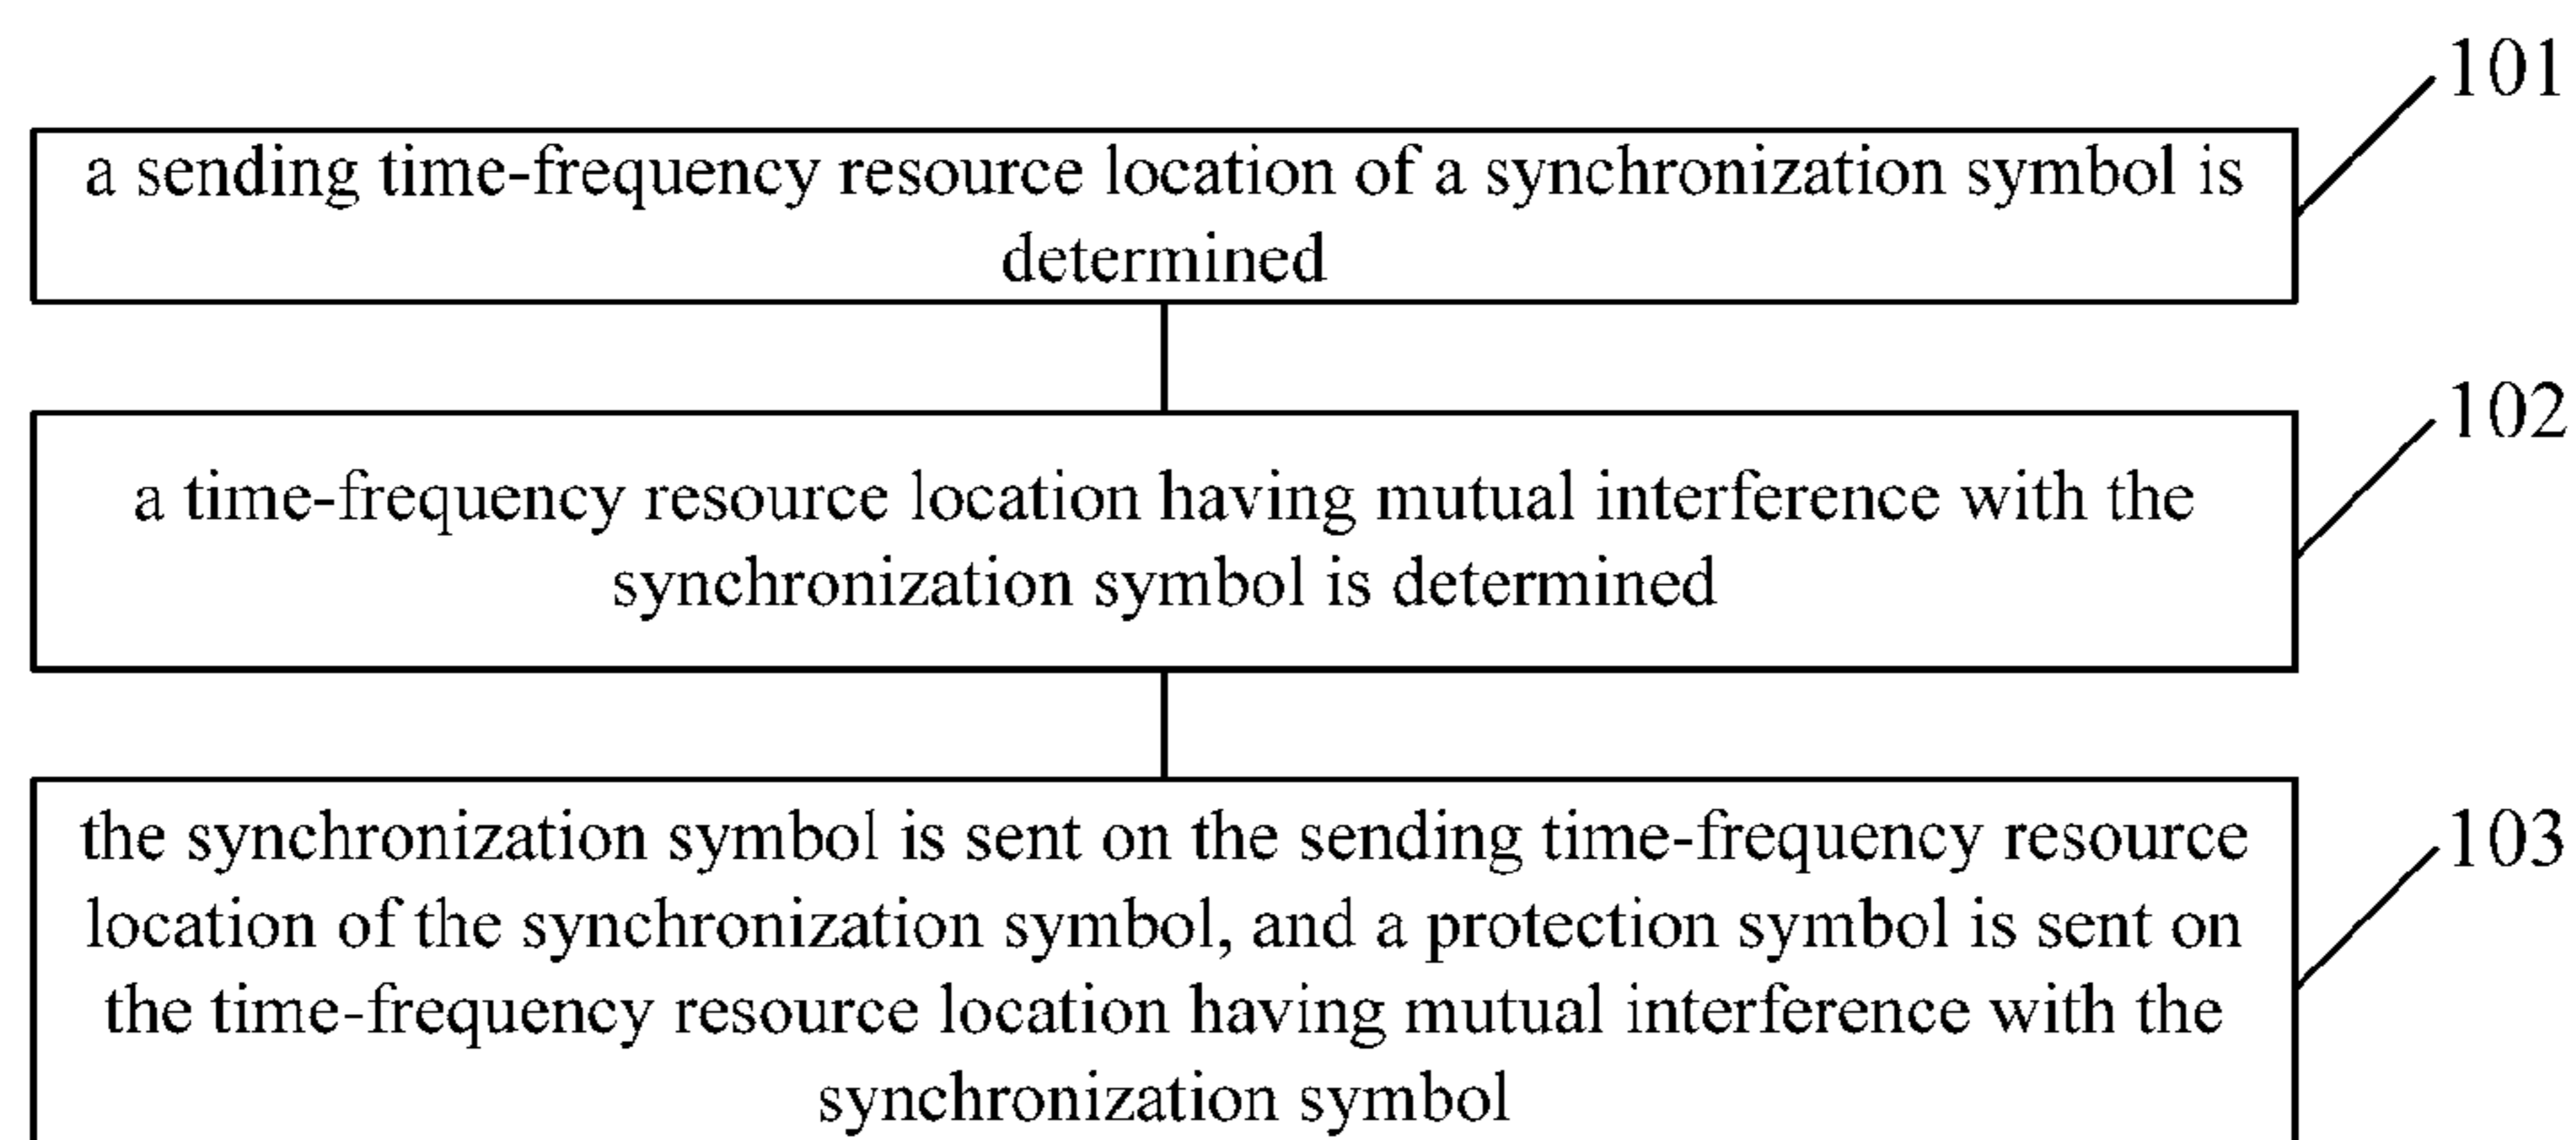 101
a sending time-frequency resource location of a synchronization symbol is
determined
102
a time-frequency resource location having mutual interference with the
synchronization symbol is determined
103
the synchronization symbol is sent on the sending time-frequency resource
location of the synchronization symbol, and a protection symbol is sent on
the time-frequency resource location having mutual interference with the
synchronization symbol